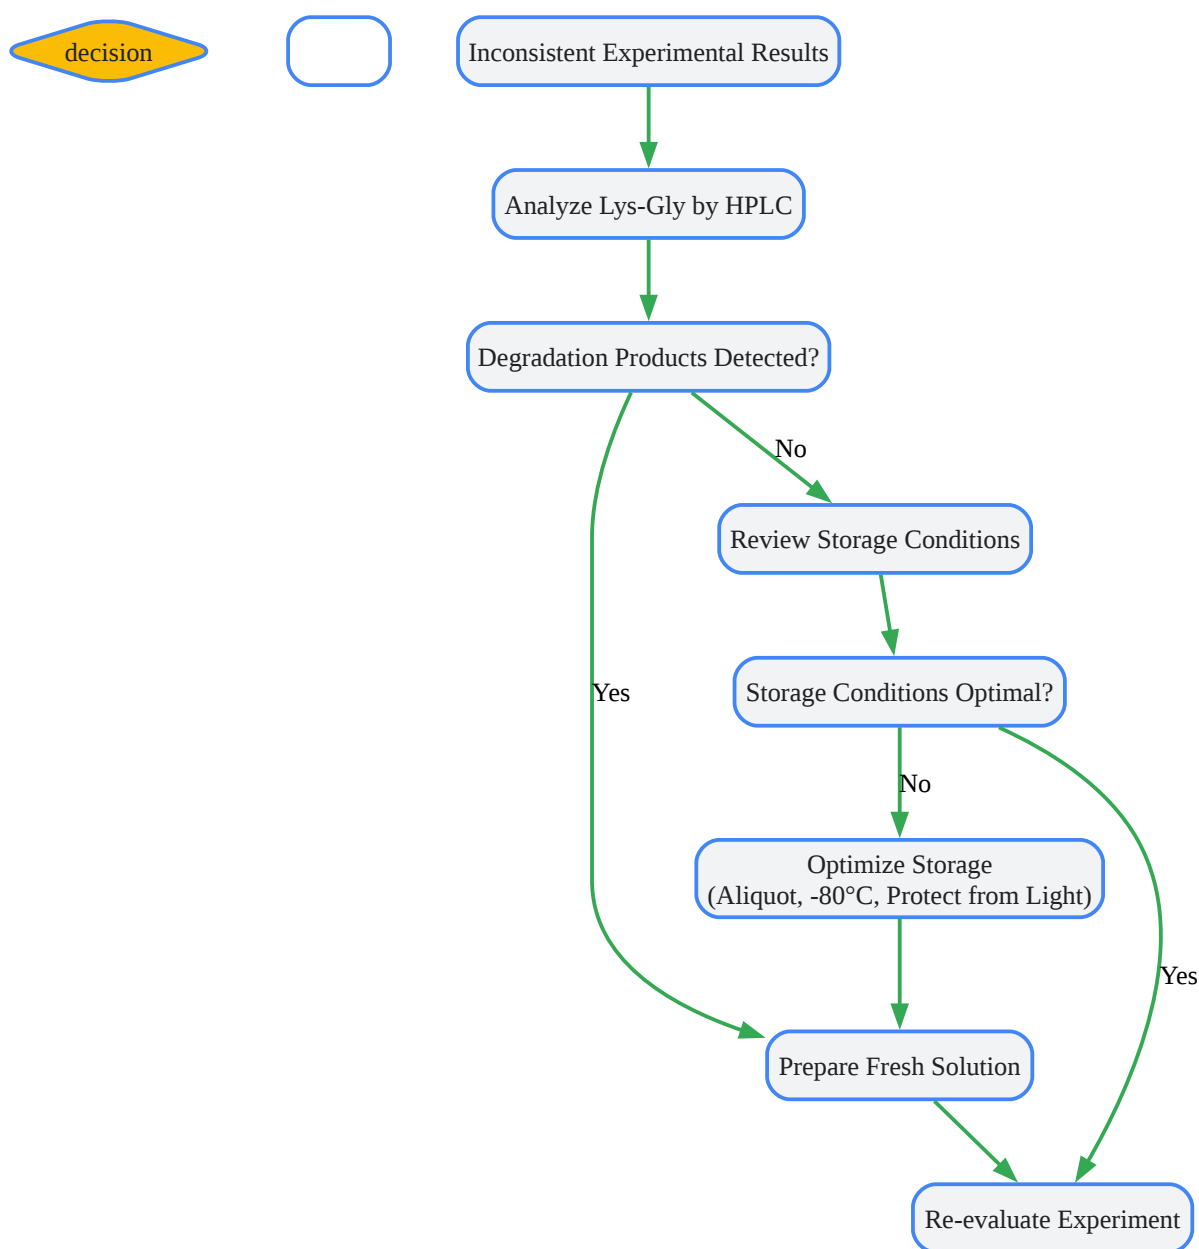 decision
Inconsistent Experimental Results
Analyze Lys-Gly by HPLC
Degradation Products Detected?
No
Review Storage Conditions
Yes
Storage Conditions Optimal?
No
Optimize Storage
(Aliquot, -80°C, Protect from Light)
Yes
Prepare Fresh Solution
Re-evaluate Experiment